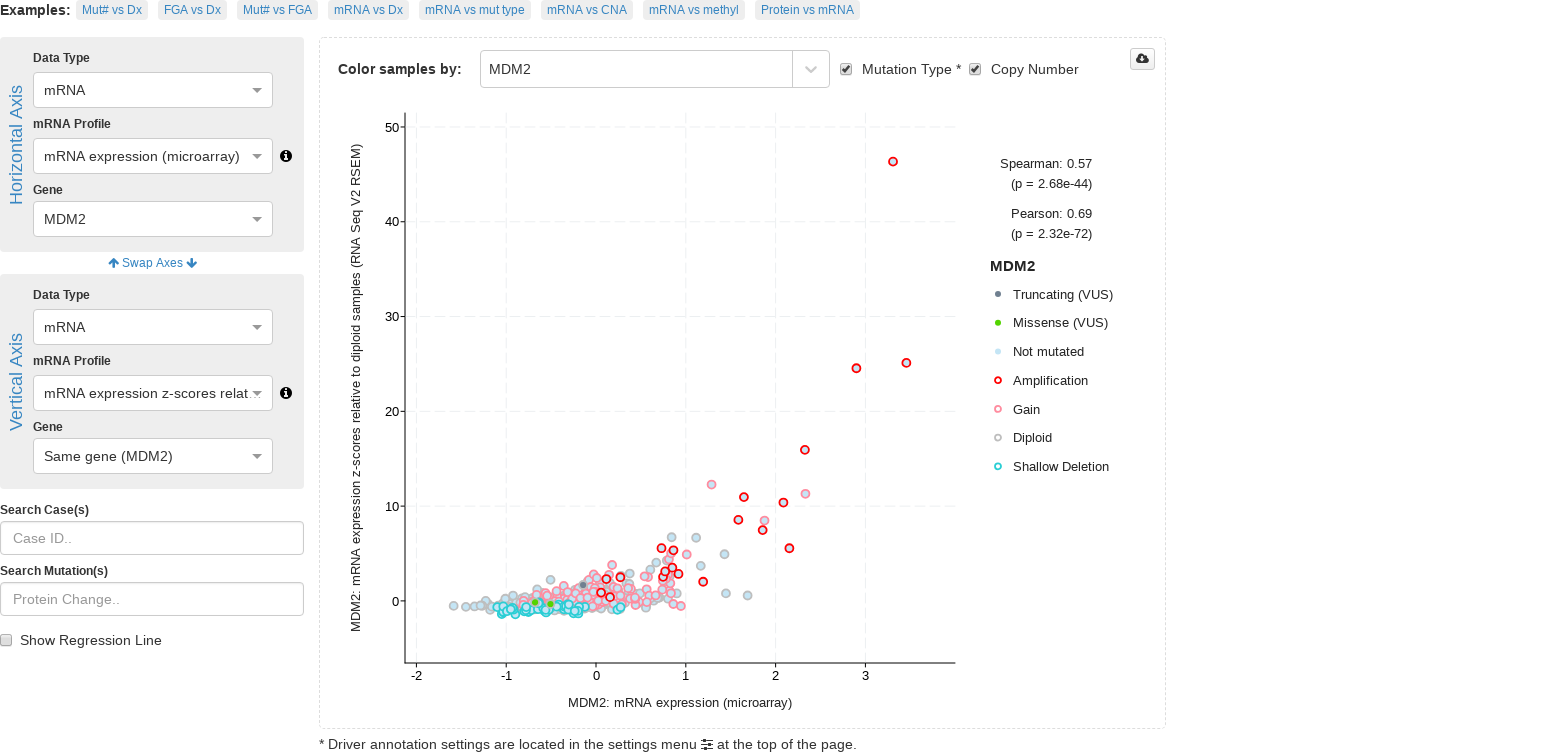 Examples: Mut# vs Dx FGA vs Dx Mut# vs FGA mRNA vs Dx mRNA vs mut type mRNA vs CNA mRNA vs methyl Protein vs mRNA
Horizontal Axis
Data Type
mRNA
mRNA Profile
mRNA expression (microarray)
Gene
MDM2
Swap Axes
Vertical Axis
Data Type
mRNA
mRNA Profile
mRNA expression z-scores relat...
Gene
Same gene (MDM2)
Search Case(s)
Case ID..
Search Mutation(s)
Protein Change..
Show Regression Line
Color samples by: MDM2 Mutation Type * Copy Number
MDM2: mRNA expression z-scores relative to diploid samples (RNA Seq V2 RSEM)
50
40
30
20
10
0
-2 -1 0 1 2 3
MDM2: mRNA expression (microarray)
Spearman: 0.57
(p = 2.68e-44)
Pearson: 0.69
(p = 2.32e-72)
MDM2
Truncating (VUS)
Missense (VUS)
Not mutated
Amplification
Gain
Diploid
Shallow Deletion
* Driver annotation settings are located in the settings menu at the top of the page.